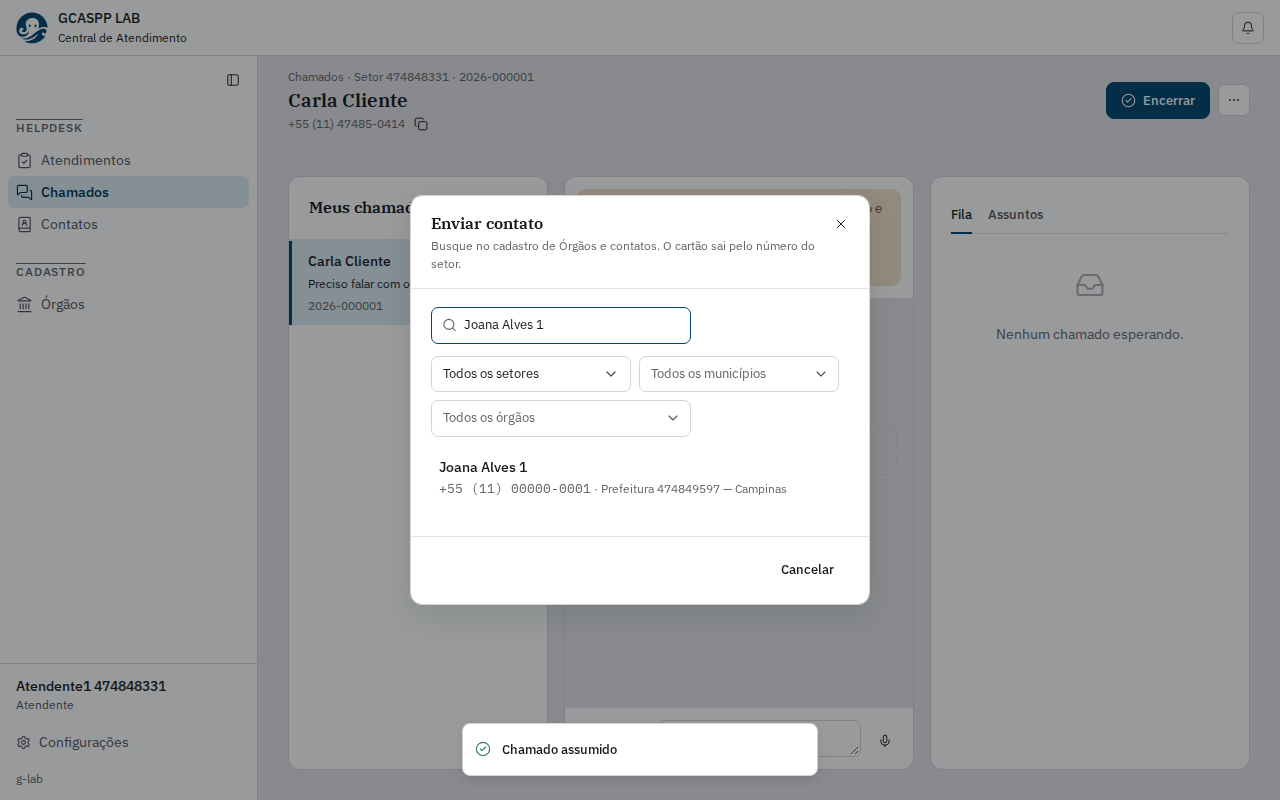 GCASPP LAB
Central de Atendimento
HELPDESK
Atendimentos
Chamados
Contatos
CADASTRO
Órgãos
Atendente1 474848331
Atendente
Configurações
g-lab
Chamados · Setor 474848331 · 2026-000001
Carla Cliente
+55 (11) 47485-0414
Encerrar
Meus chamad
Carla Cliente
Preciso falar com o
2026-000001
e
Enviar contato
Busque no cadastro de Órgãos e contatos. O cartão sai pelo número do
setor.
Joana Alves 1
Todos os setores
Todos os municípios
Todos os órgãos
Joana Alves 1
+55 (11) 00000-0001 · Prefeitura 474849597 — Campinas
Cancelar
Fila
Assuntos
Nenhum chamado esperando.
Chamado assumido